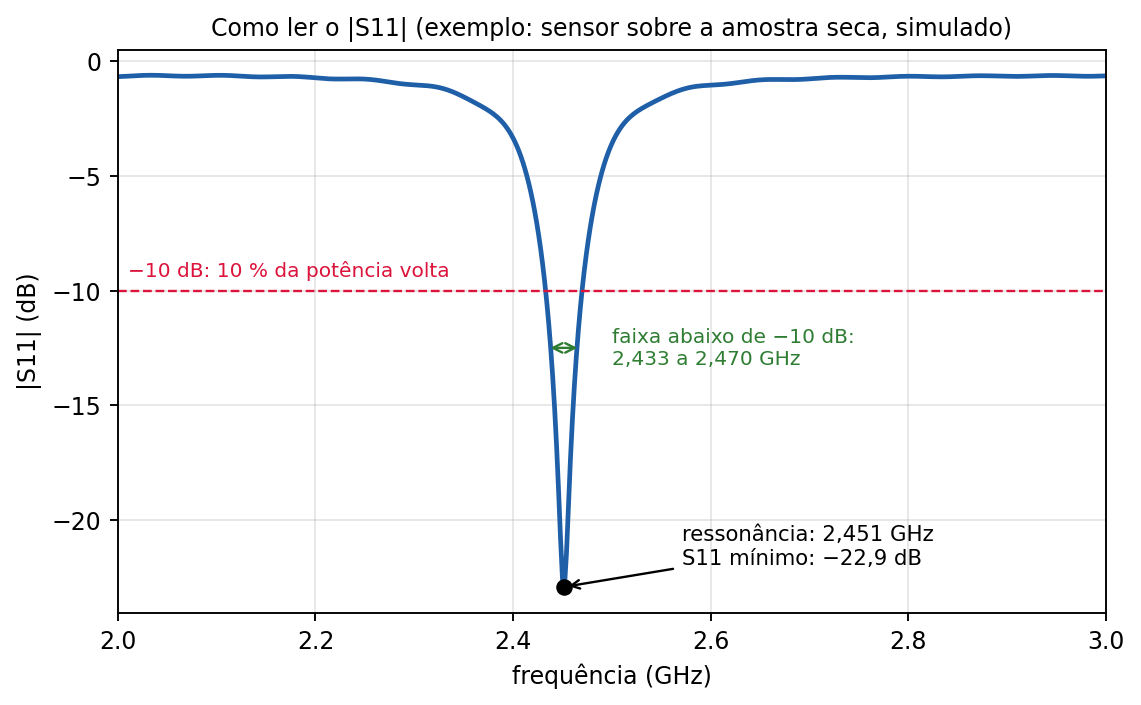 Como ler o |S11| (exemplo: sensor sobre a amostra seca, simulado)
0
−5
−10
−15
−20
|S11| (dB)
−10 dB: 10 % da potência volta
faixa abaixo de −10 dB:
2,433 a 2,470 GHz
ressonância: 2,451 GHz
S11 mínimo: −22,9 dB
2.0
2.2
2.4
2.6
2.8
3.0
frequência (GHz)